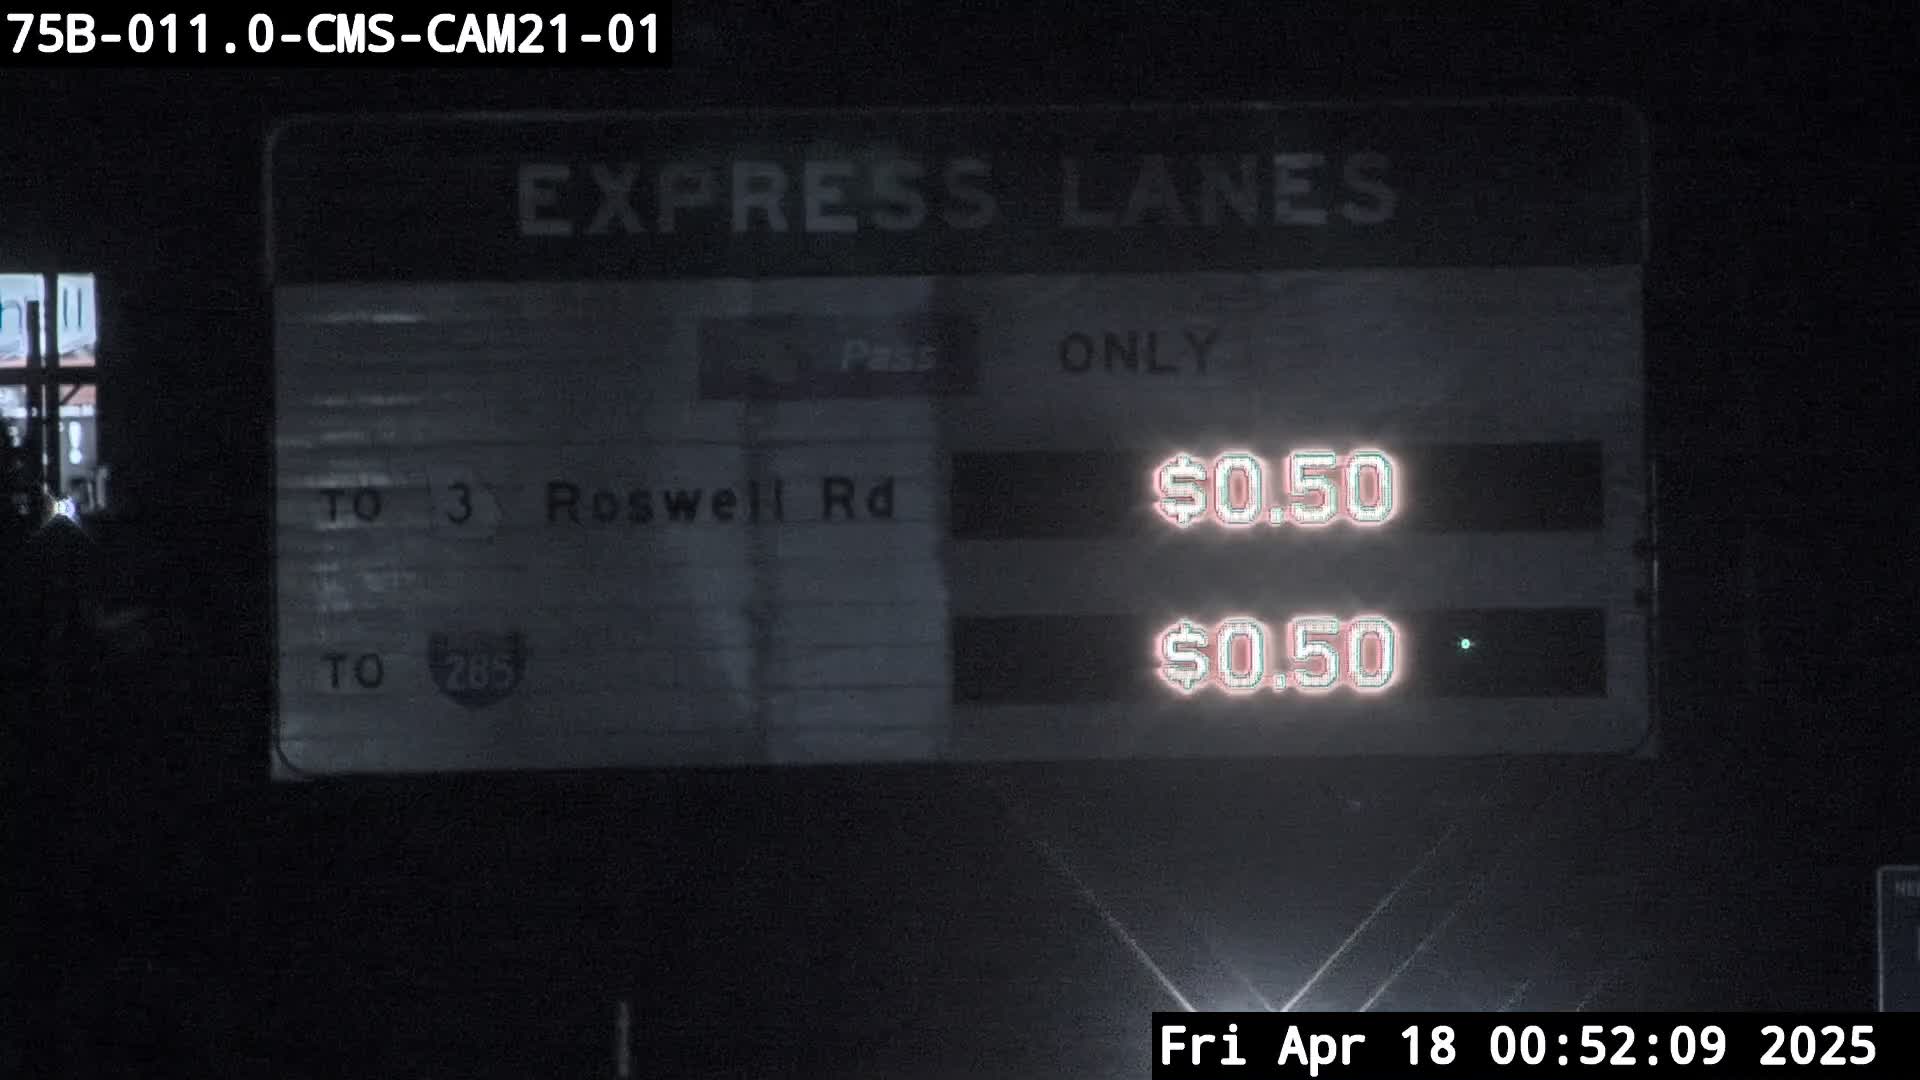 75B-011.0-CMS-CAM21-01
EXPRESS LANES
Pass ONLY
TO 3 Roswell Rd $0.50
TO 285 $0.50
Fri Apr 18 00:52:09 2025